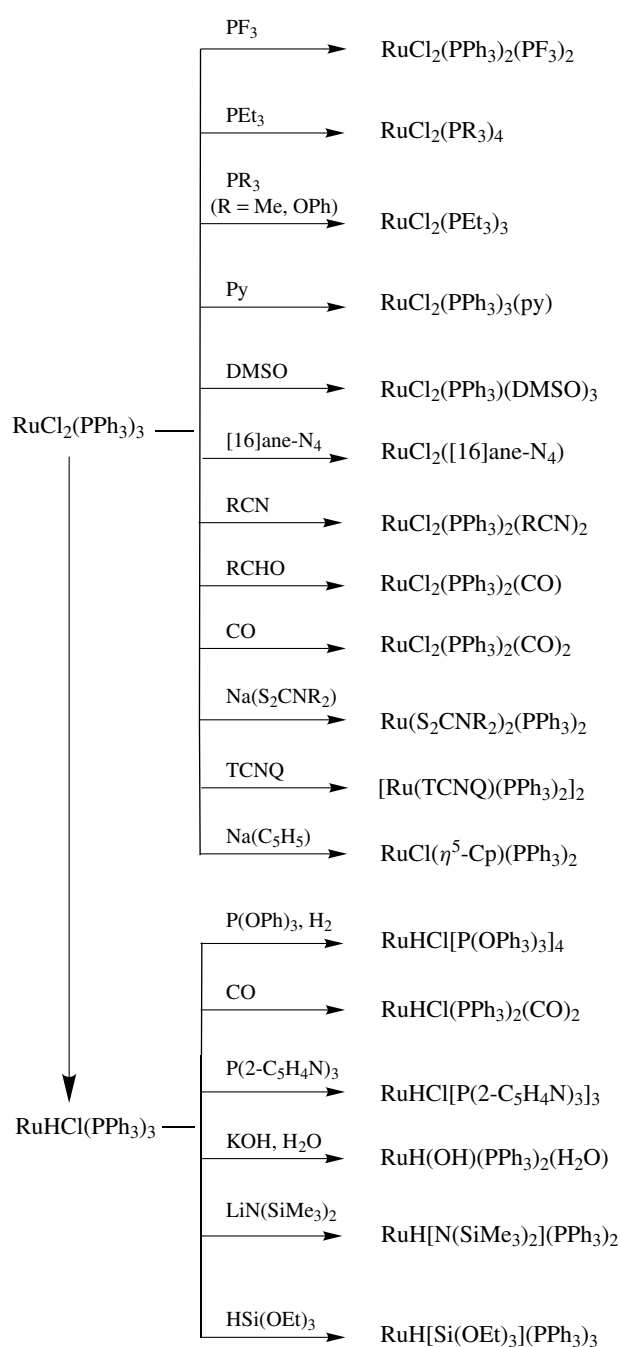 PF₃
RuCl₂(PPh₃)₂(PF₃)₂
PEt₃
RuCl₂(PR₃)₄
PR₃
(R = Me, OPh)
RuCl₂(PEt₃)₃
Py
RuCl₂(PPh₃)₃(py)
DMSO
RuCl₂(PPh₃)(DMSO)₃
RuCl₂(PPh₃)₃
[16]ane-N₄
RuCl₂([16]ane-N₄)
RCN
RuCl₂(PPh₃)₂(RCN)₂
RCHO
RuCl₂(PPh₃)₂(CO)
CO
RuCl₂(PPh₃)₂(CO)₂
Na(S₂CNR₂)
Ru(S₂CNR₂)₂(PPh₃)₂
TCNQ
[Ru(TCNQ)(PPh₃)₂]₂
Na(C₅H₅)
RuCl(η⁵-Cp)(PPh₃)₂
P(OPh)₃, H₂
RuHCl[P(OPh₃)₃]₄
CO
RuHCl(PPh₃)₂(CO)₂
P(2-C₅H₄N)₃
RuHCl[P(2-C₅H₄N)₃]₃
RuHCl(PPh₃)₃
KOH, H₂O
RuH(OH)(PPh₃)₂(H₂O)
LiN(SiMe₃)₂
RuH[N(SiMe₃)₂](PPh₃)₂
HSi(OEt)₃
RuH[Si(OEt)₃](PPh₃)₃